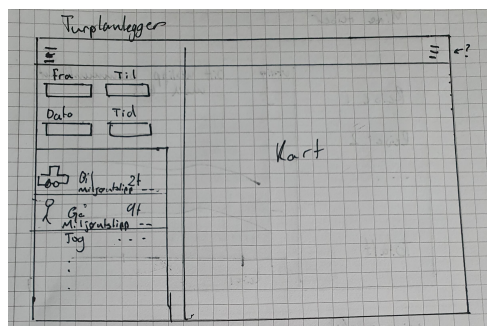 Turplanlegger
←?
Fra Til
Dato Tid
Kart
Bil 2t
Miljøutslipp ---
Gå 9t
Miljøutslipp --
Tog ----